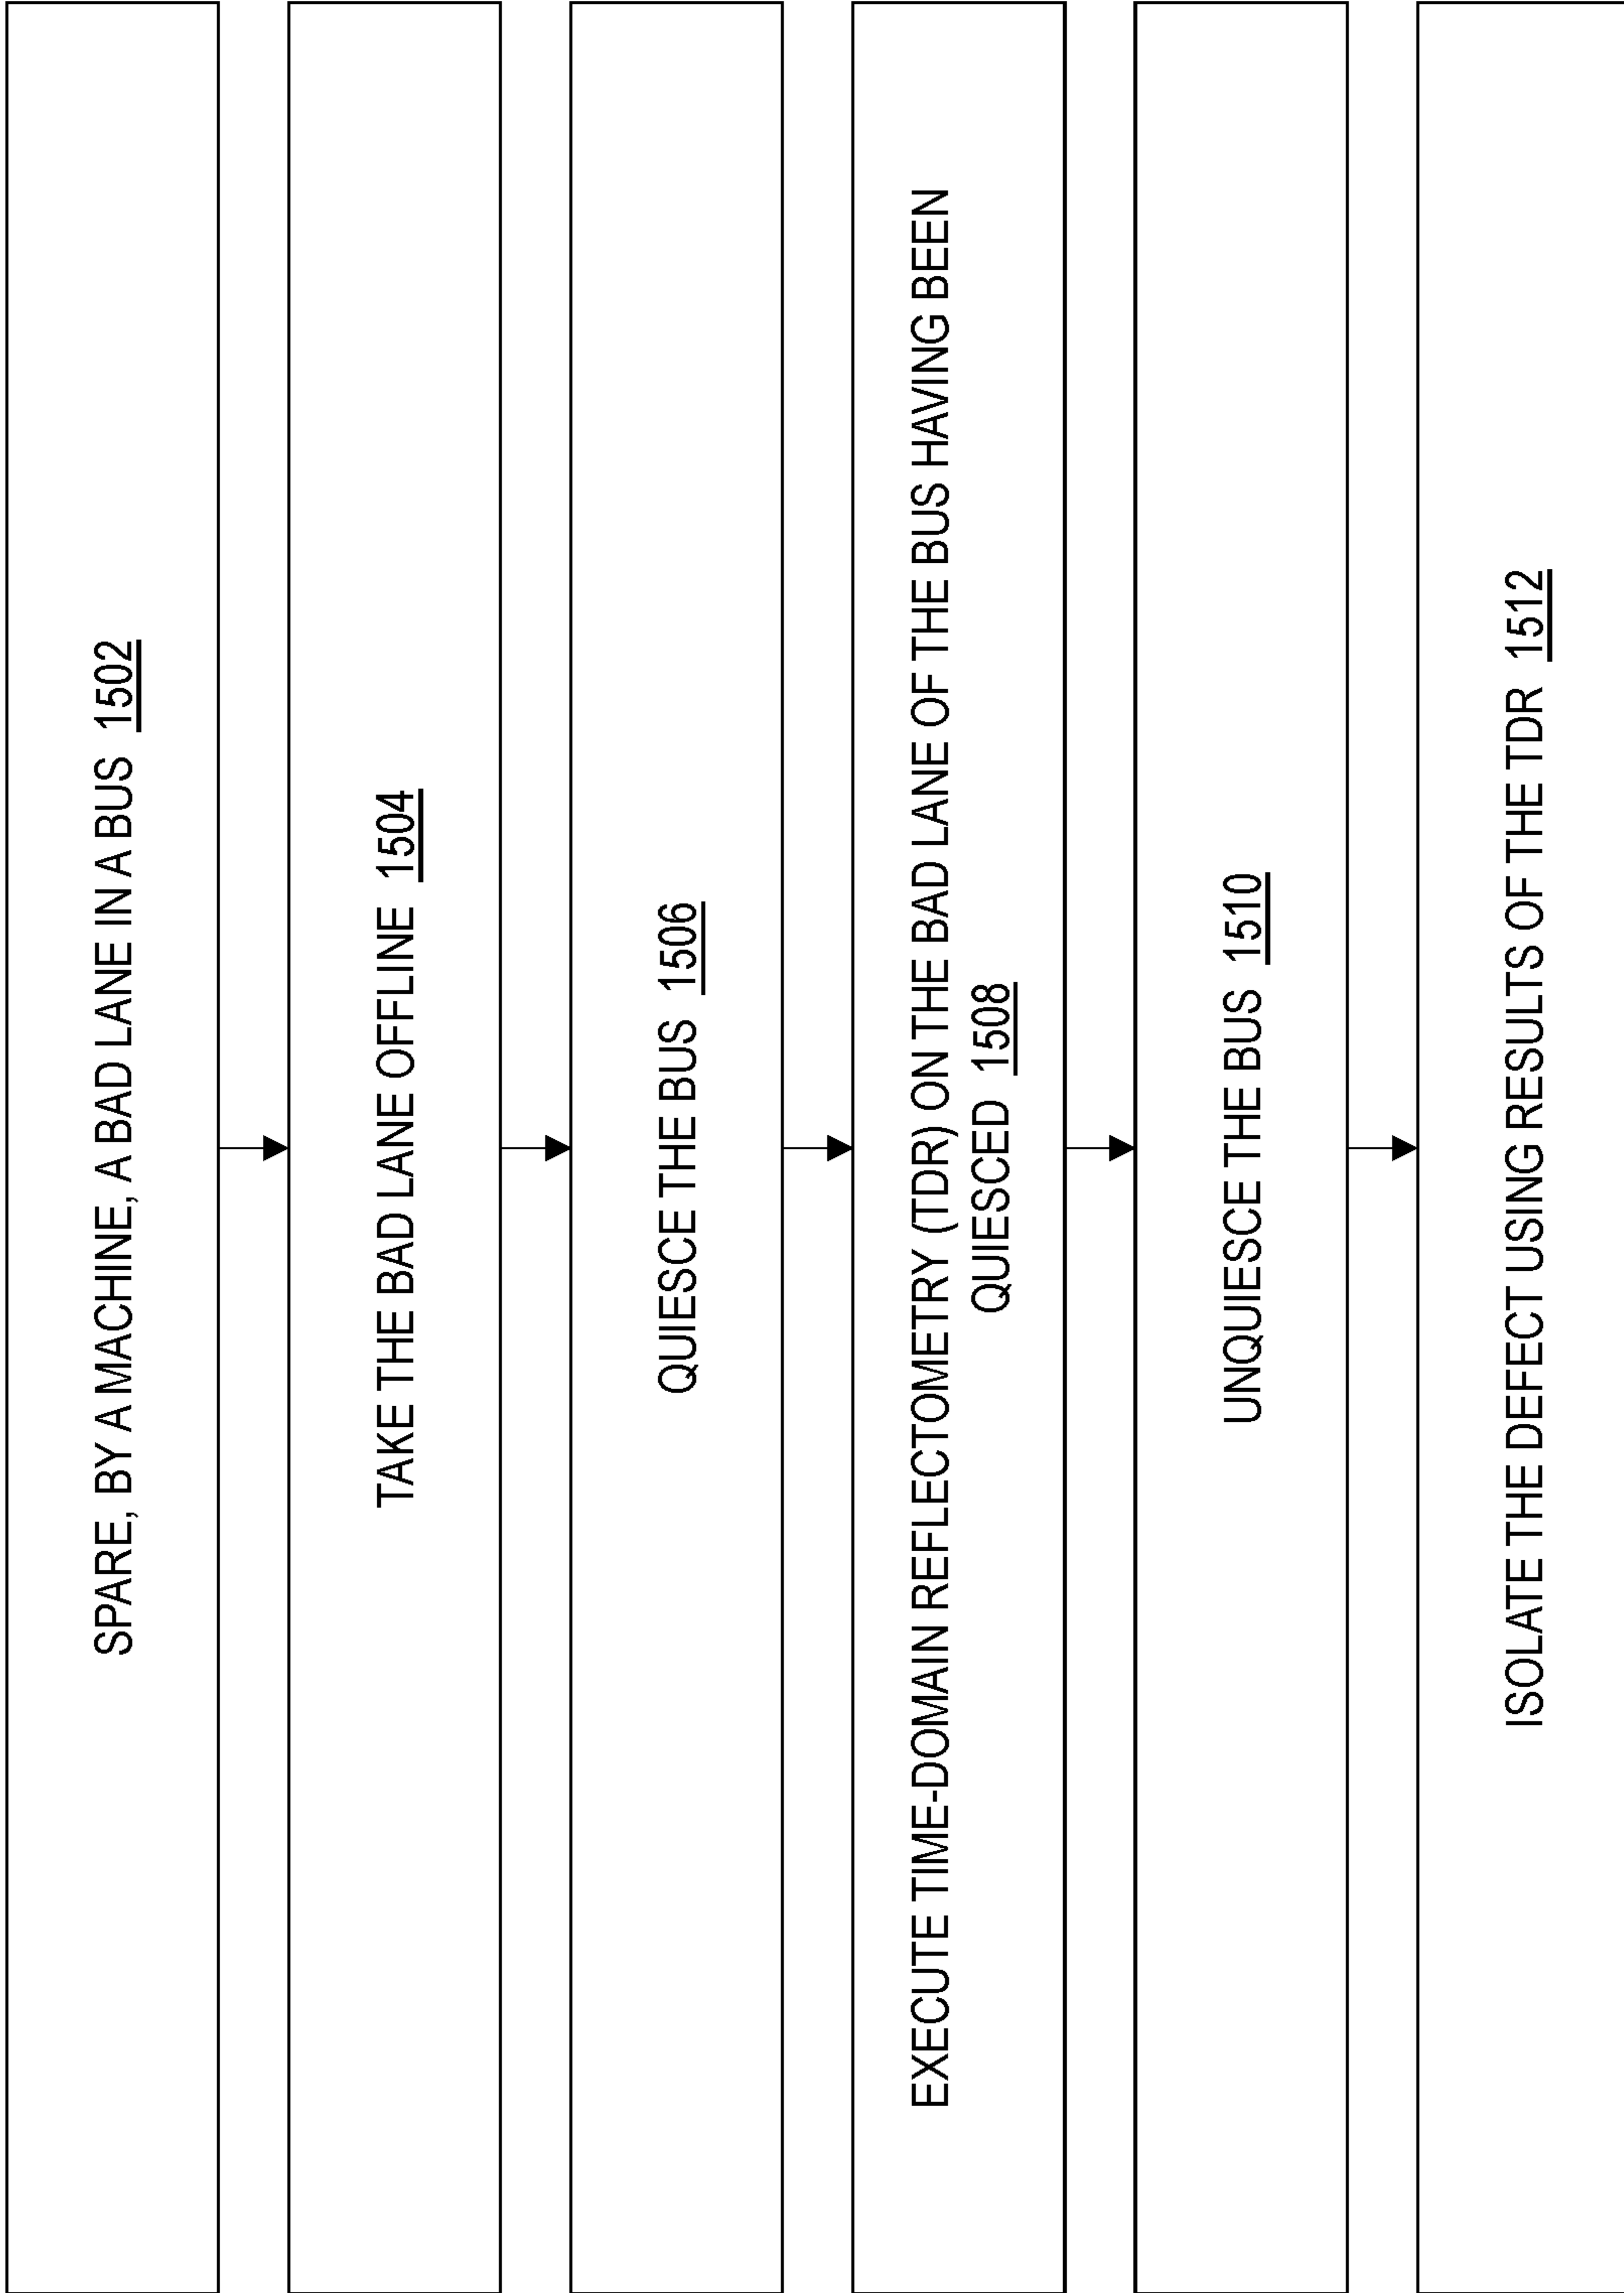 SPARE, BY A MACHINE, A BAD LANE IN A BUS 1502
TAKE THE BAD LANE OFFLINE 1504
QUIESCE THE BUS 1506
EXECUTE TIME-DOMAIN REFLECTOMETRY (TDR) ON THE BAD LANE OF THE BUS HAVING BEEN
QUIESCED 1508
UNQUIESCE THE BUS 1510
ISOLATE THE DEFECT USING RESULTS OF THE TDR 1512